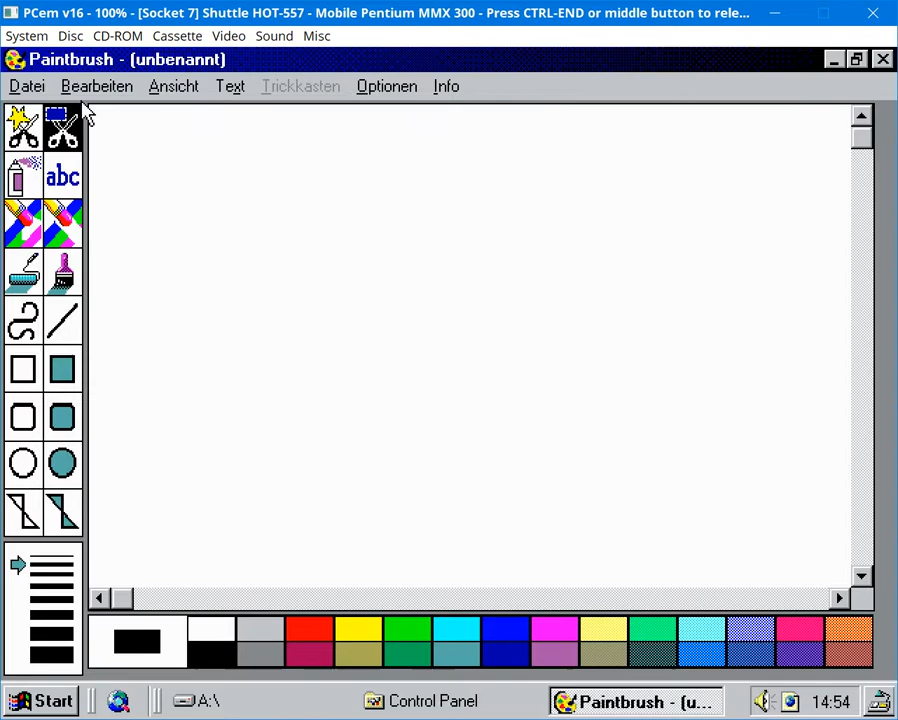 PCem v16 - 100% - [Socket 7] Shuttle HOT-557 - Mobile Pentium MMX 300 - Press CTRL-END or middle button to rele...
System Disc CD-ROM Cassette Video Sound Misc
Paintbrush - (unbenannt)
Datei Bearbeiten Ansicht Text Trickkasten Optionen Info
abc
Start A:\ Control Panel Paintbrush - (u... 14:54